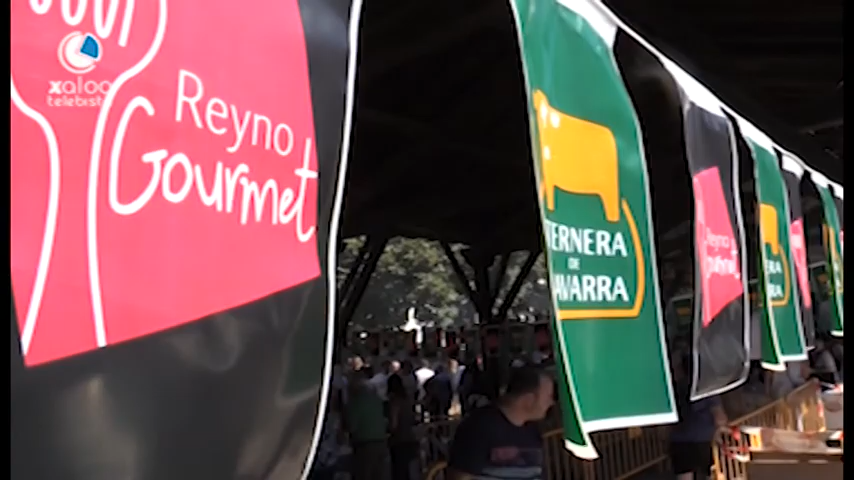 xaloa
telebista
Reyno
Gourmet
TERNERA
DE
NAVARRA
Reyno
Gourmet